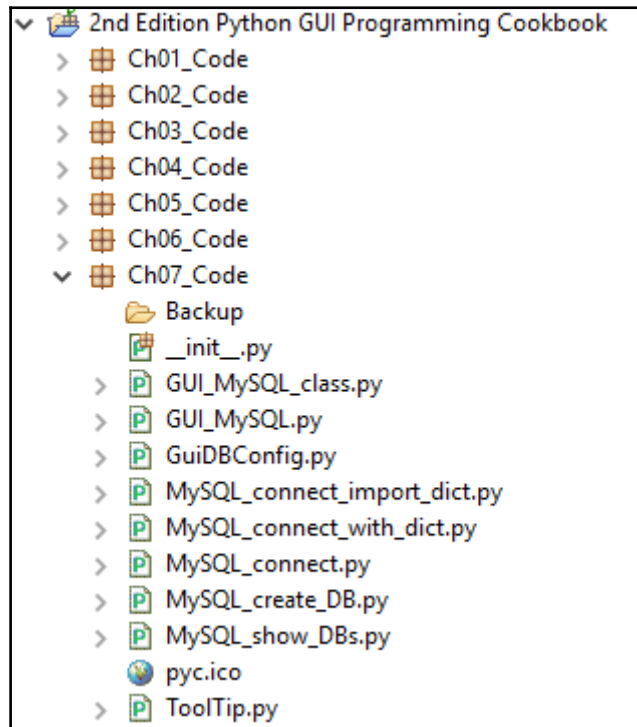 2nd Edition Python GUI Programming Cookbook
Ch01_Code
Ch02_Code
Ch03_Code
Ch04_Code
Ch05_Code
Ch06_Code
Ch07_Code
Backup
__init__.py
GUI_MySQL_class.py
GUI_MySQL.py
GuiDBConfig.py
MySQL_connect_import_dict.py
MySQL_connect_with_dict.py
MySQL_connect.py
MySQL_create_DB.py
MySQL_show_DBs.py
pyc.ico
ToolTip.py